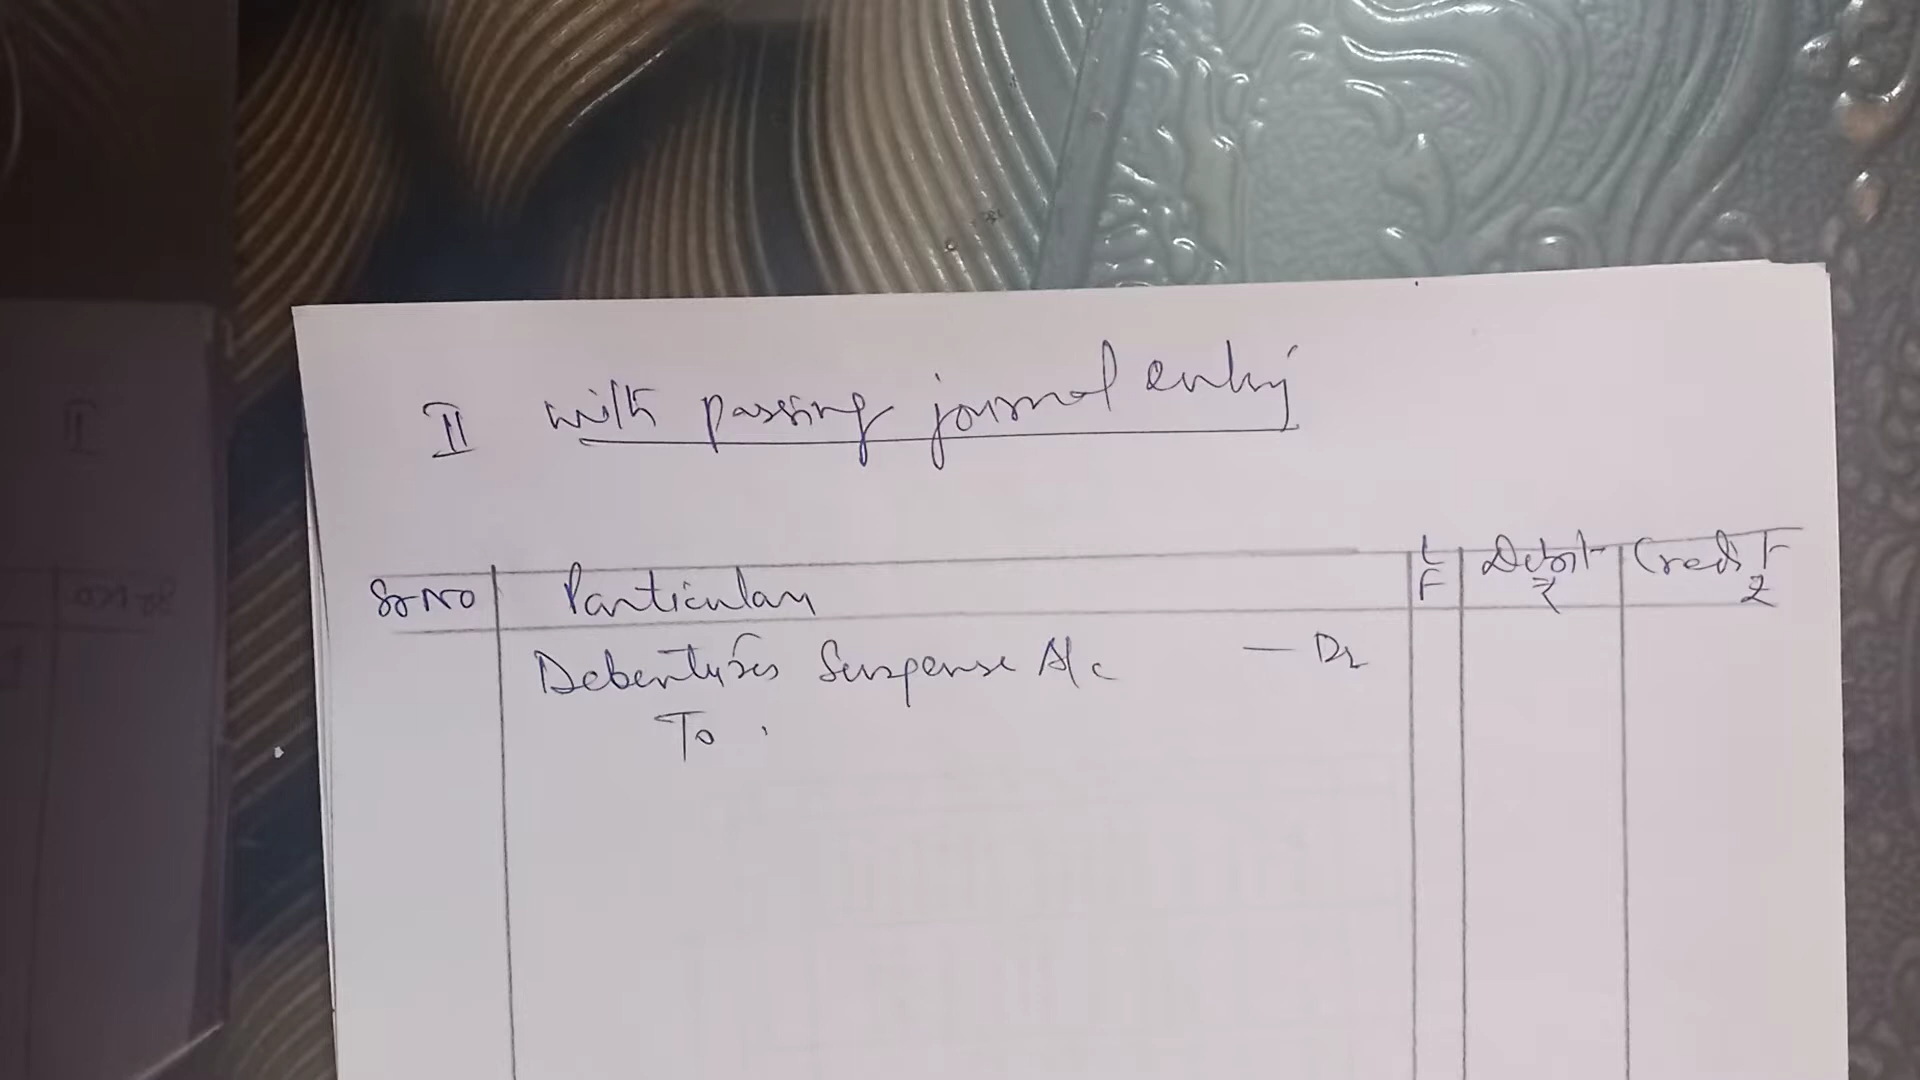 II with passing journal entry
Sr No Particulars L F Debit ₹ Credit ₹
Debentures Suspense A/c — Dr
To